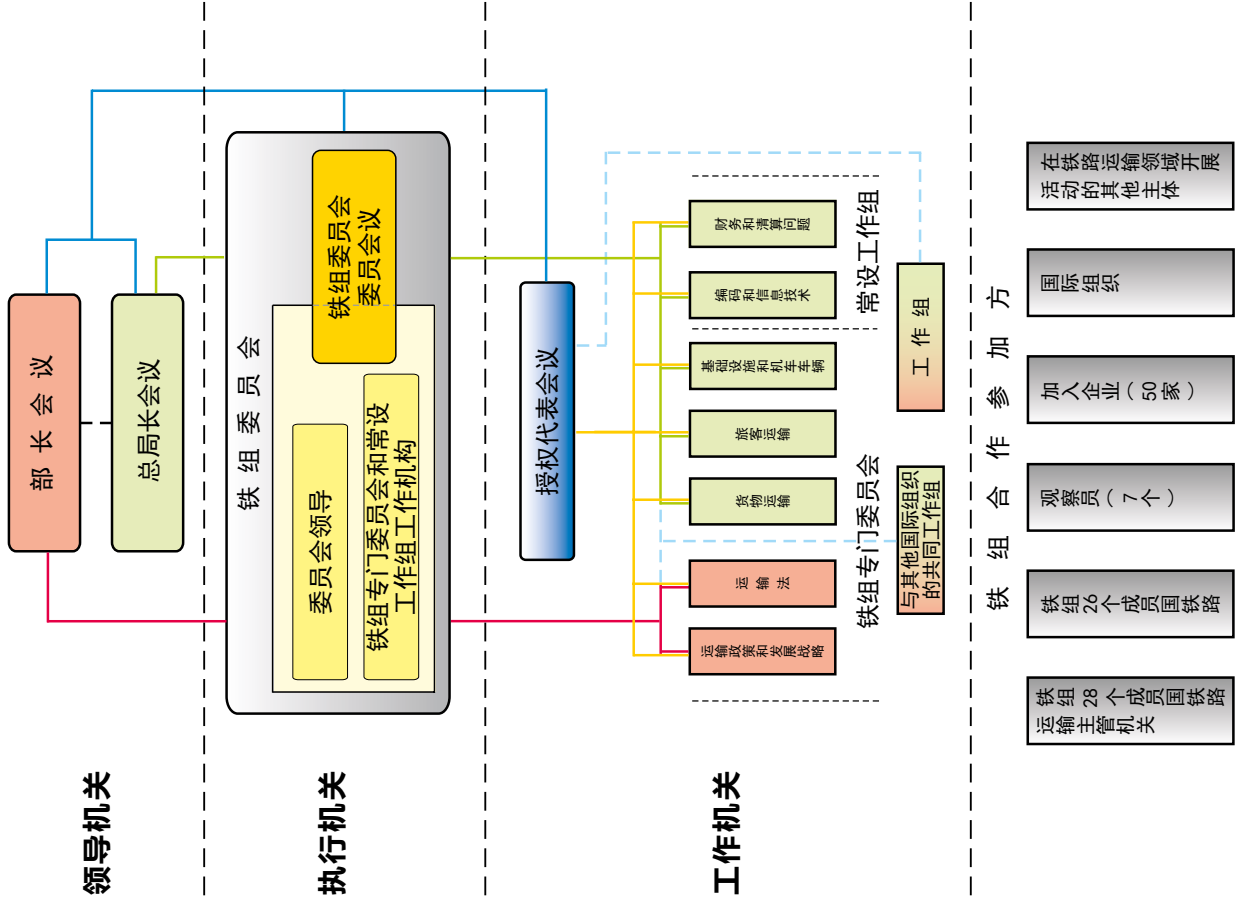 领导机关
部长会议
总局长会议
执行机关
铁组委员会
委员会领导
铁组专门委员会和常设
工作组工作机构
铁组委员会
委员会议
工作机关
授权代表会议
运输政策和发展战略
运输法
货物运输
旅客运输
基础设施和机车车辆
编码和信息技术
财务和清算问题
铁组专门委员会
常设工作组
与其他国际组织
的共同工作组
工作组
铁组合作参加方
铁组28个成员国铁路
运输主管机关
铁组26个成员国铁路
观察员(7个)
加入企业(50家)
国际组织
在铁路运输领域开展
活动的其他主体